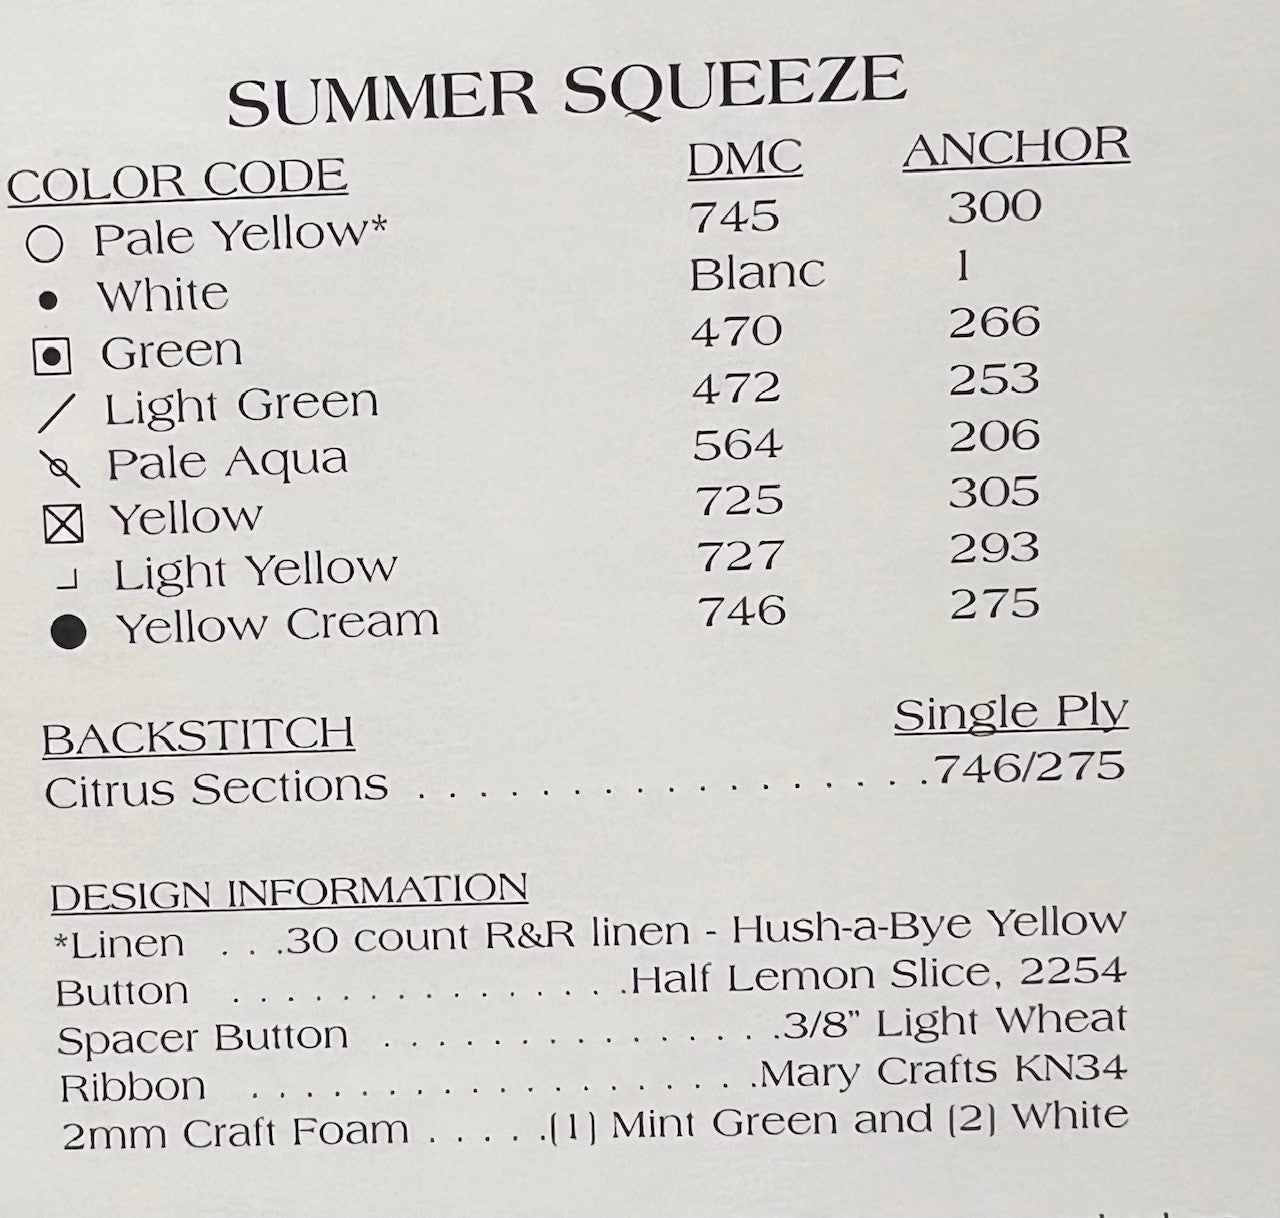 SUMMER SQUEEZE
COLOR CODE DMC ANCHOR
Pale Yellow* 745 300
White Blanc 1
Green 470 266
Light Green 472 253
Pale Aqua 564 206
Yellow 725 305
Light Yellow 727 293
Yellow Cream 746 275
BACKSTITCH Single Ply
Citrus Sections . . . . . . . . . . . . . . . . . .746/275
DESIGN INFORMATION
*Linen . . .30 count R&R linen - Hush-a-Bye Yellow
Button . . . . . . . . . . . . . . .Half Lemon Slice, 2254
Spacer Button . . . . . . . . . . . . . . .3/8" Light Wheat
Ribbon . . . . . . . . . . . . . . . . . . .Mary Crafts KN34
2mm Craft Foam . . . . .(1) Mint Green and (2) White